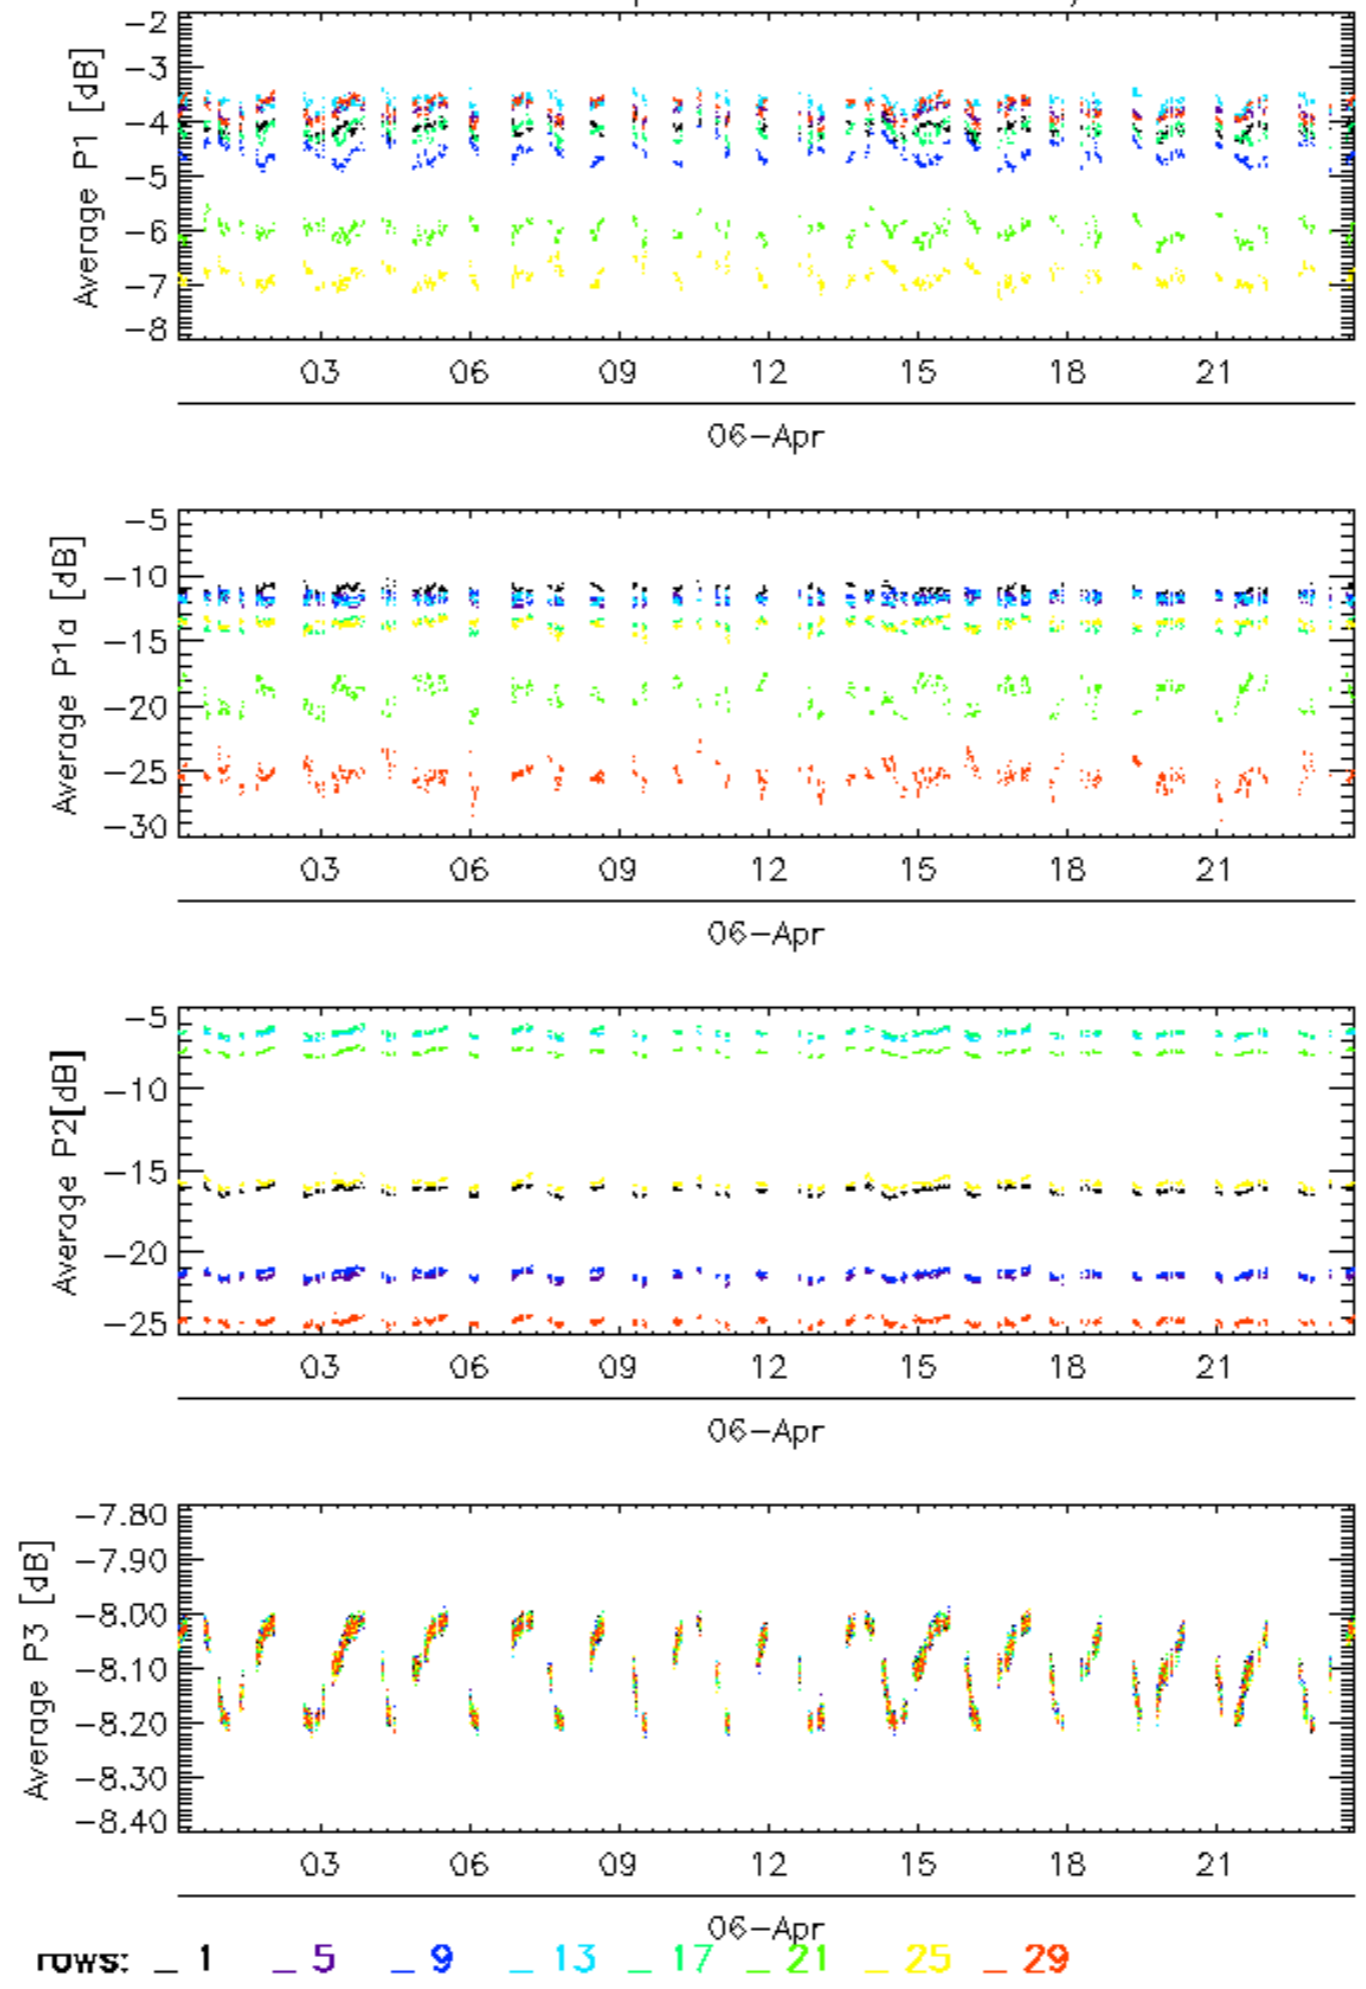 -2
-3
-4
-5
-6
-7
-8
Average P1 [dB]
03 06 09 12 15 18 21
06-Apr
-5
-10
-15
-20
-25
-30
Average P1a [dB]
03 06 09 12 15 18 21
06-Apr
-5
-10
-15
-20
-25
Average P2[dB]
03 06 09 12 15 18 21
06-Apr
-7.80
-7.90
-8.00
-8.10
-8.20
-8.30
-8.40
Average P3 [dB]
03 06 09 12 15 18 21
06-Apr
rows: _ 1 _ 5 _ 9 _ 13 _ 17 _ 21 _ 25 _ 29